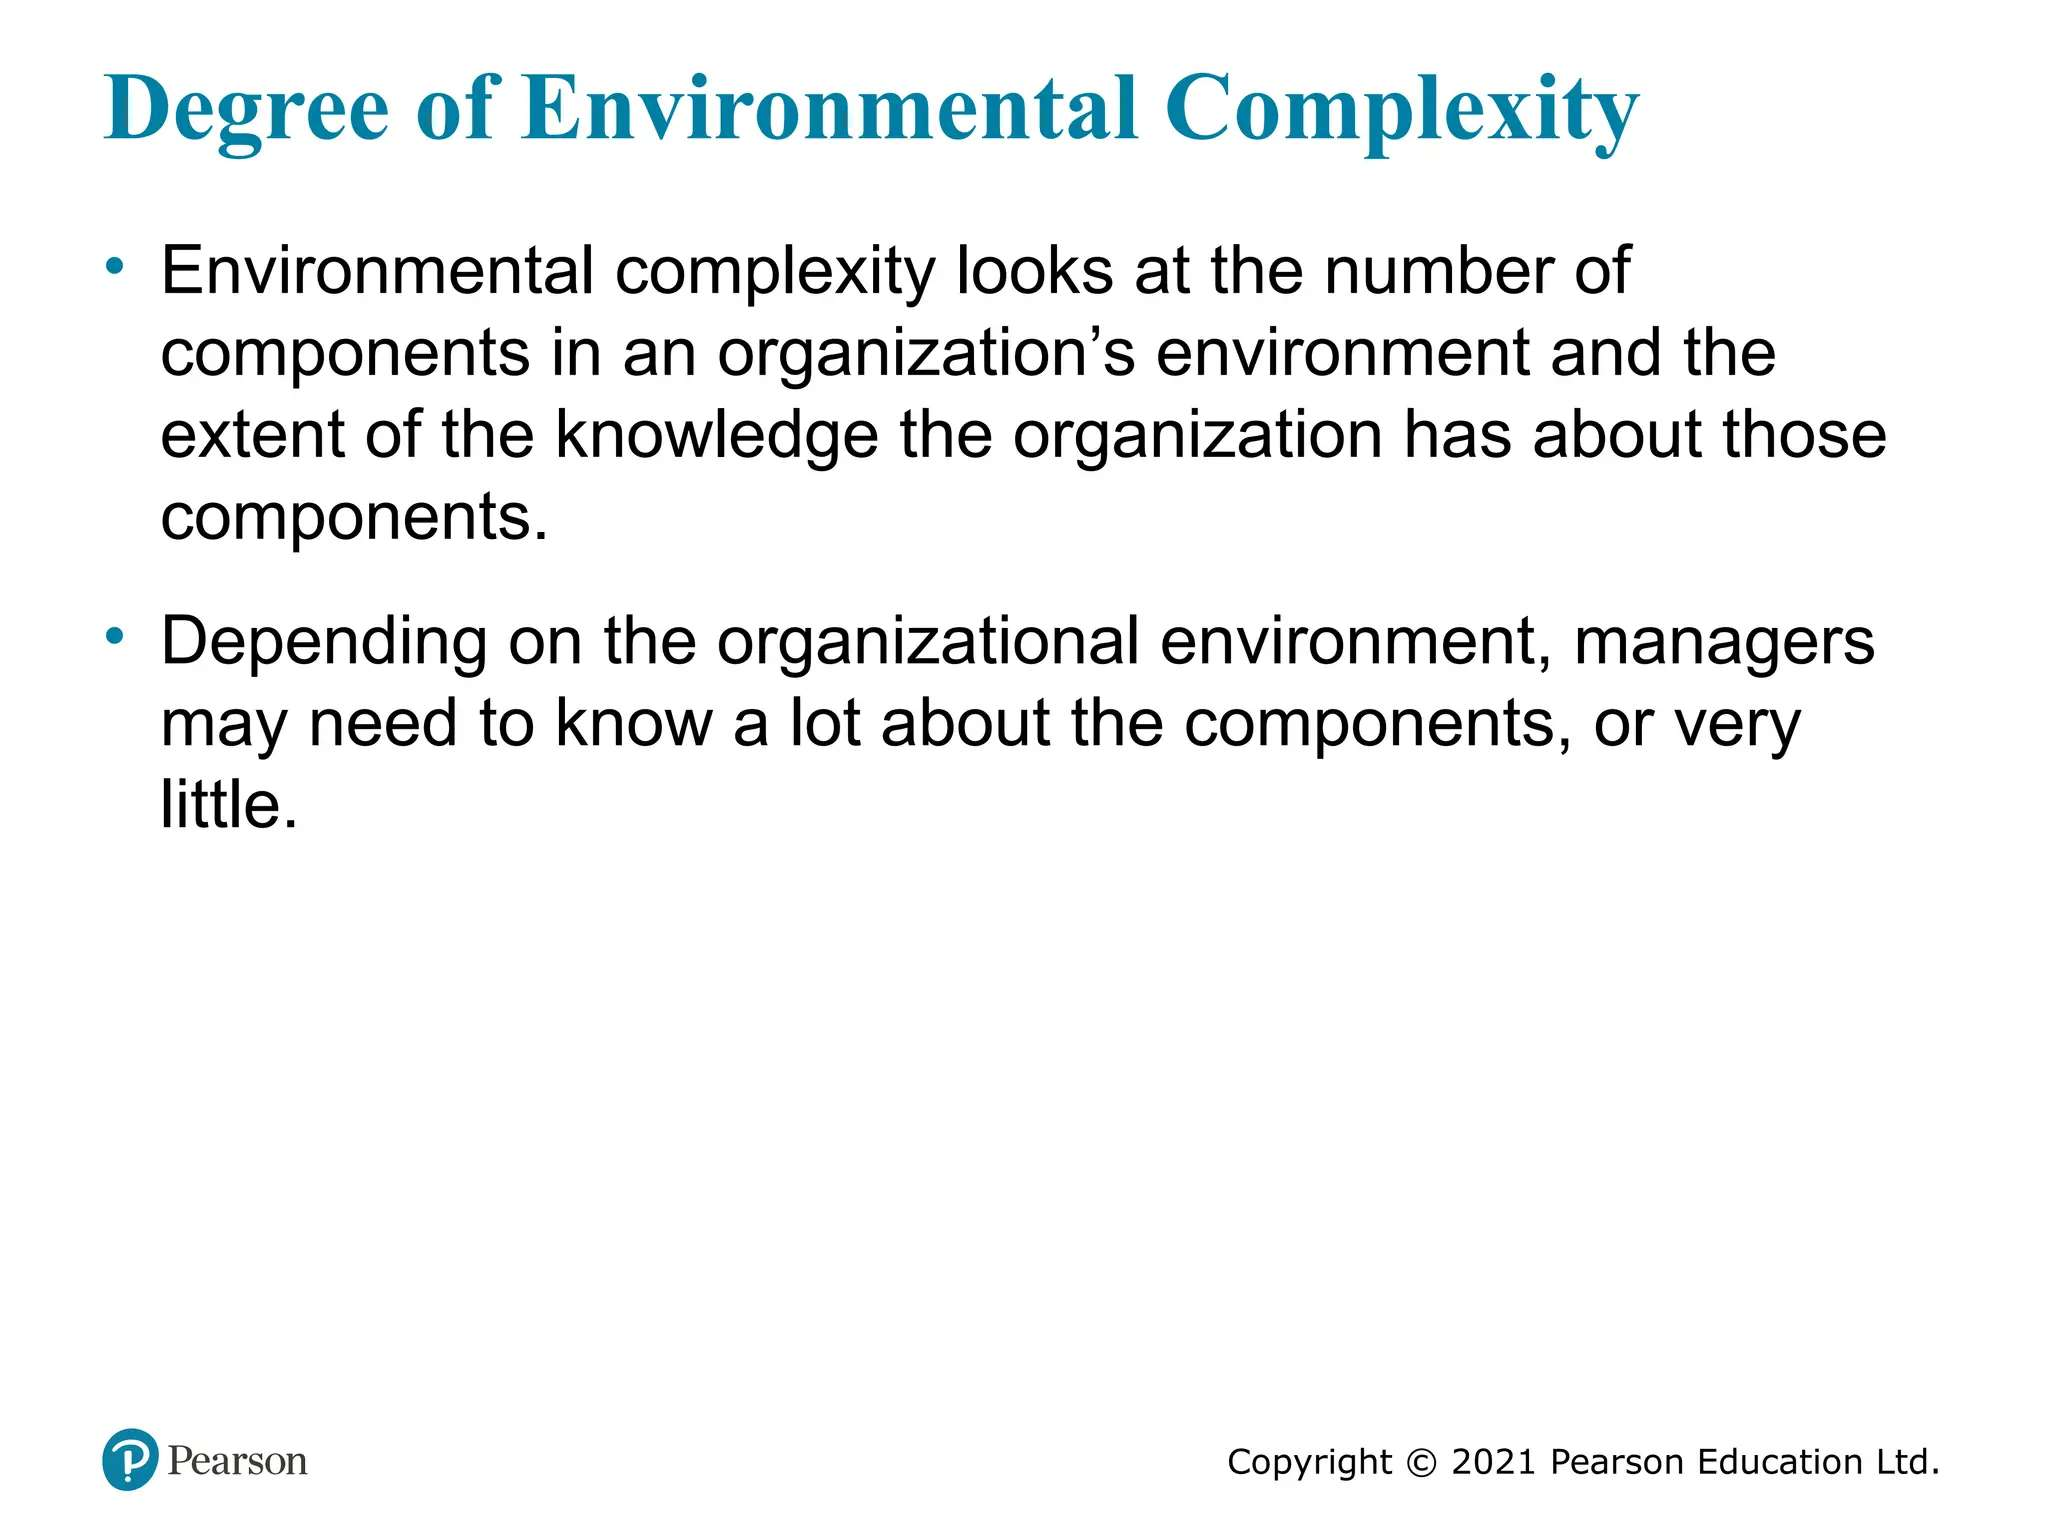 Degree of Environmental Complexity
• Environmental complexity looks at the number of
components in an organization’s environment and the
extent of the knowledge the organization has about those
components.
• Depending on the organizational environment, managers
may need to know a lot about the components, or very
little.
Pearson
Copyright © 2021 Pearson Education Ltd.